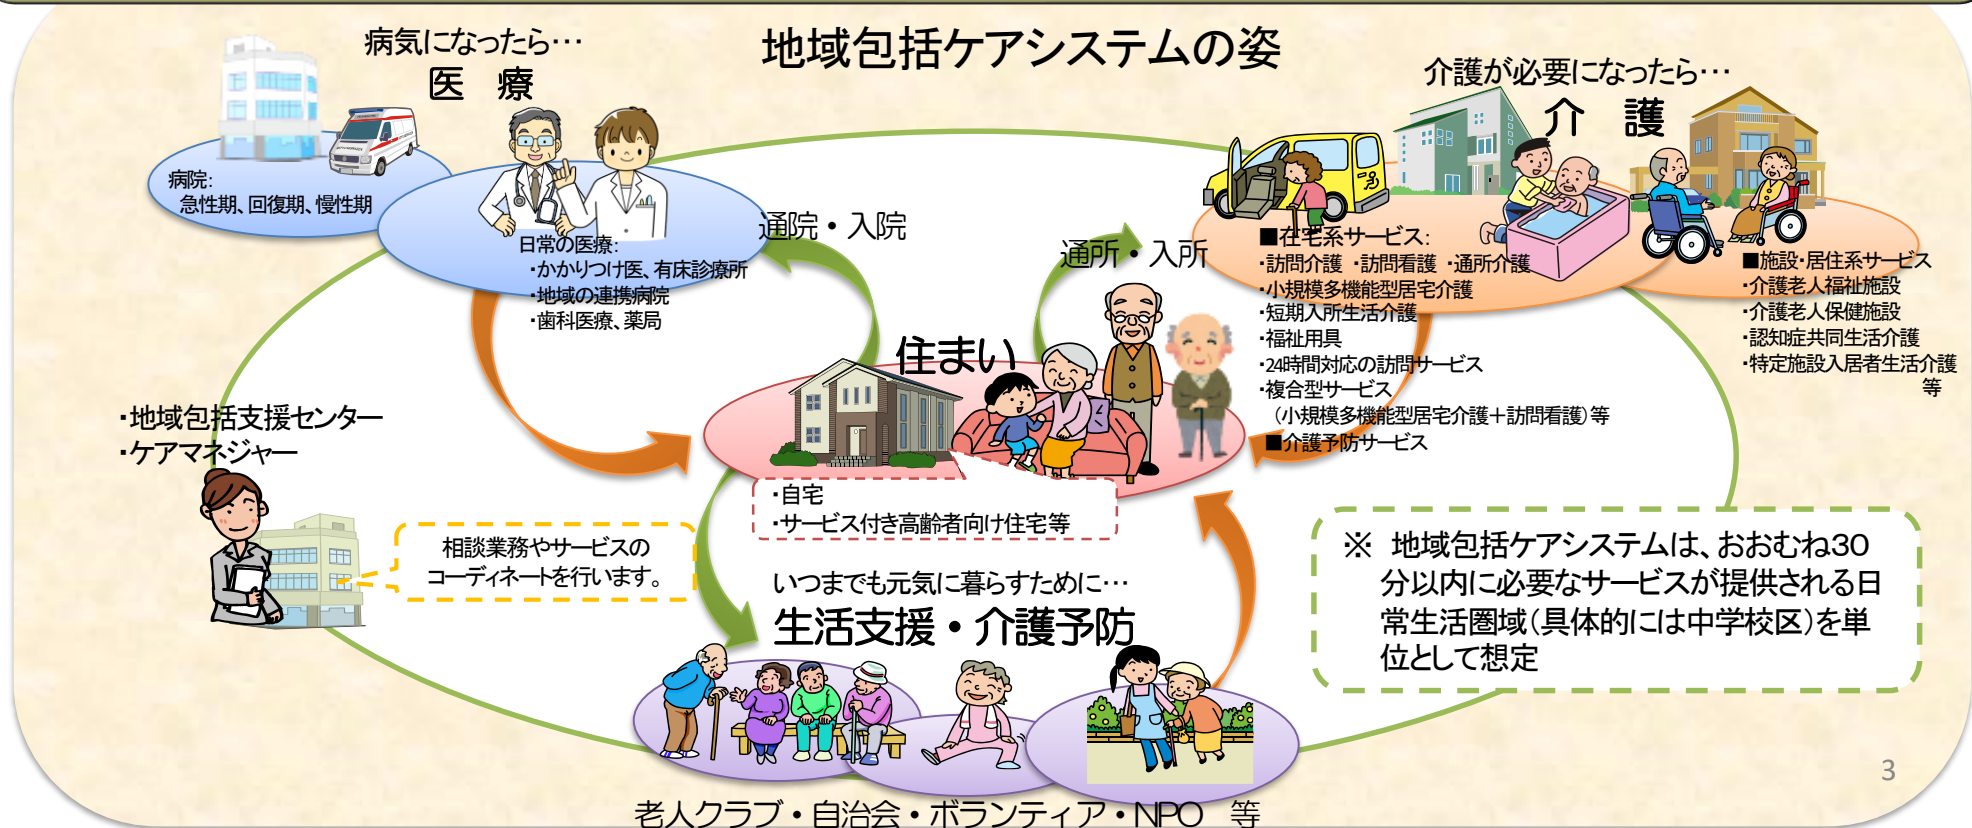 地域包括ケアシステムの姿
病気になったら…
医 療
病院:
急性期、回復期、慢性期
日常の医療:
・かかりつけ医、有床診療所
・地域の連携病院
・歯科医療、薬局
通院・入院
通所・入所
介護が必要になったら…
介 護
■在宅系サービス:
・訪問介護 ・訪問看護 ・通所介護
・小規模多機能型居宅介護
・短期入所生活介護
・福祉用具
・24時間対応の訪問サービス
・複合型サービス
（小規模多機能型居宅介護＋訪問看護）等
■介護予防サービス
■施設・居住系サービス
・介護老人福祉施設
・介護老人保健施設
・認知症共同生活介護
・特定施設入居者生活介護
等
住まい
・自宅
・サービス付き高齢者向け住宅等
・地域包括支援センター
・ケアマネジャー
相談業務やサービスの
コーディネートを行います。
いつまでも元気に暮らすために…
生活支援・介護予防
老人クラブ・自治会・ボランティア・NPO 等
※ 地域包括ケアシステムは、おおむね30
分以内に必要なサービスが提供される日
常生活圏域（具体的には中学校区）を単
位として想定
3